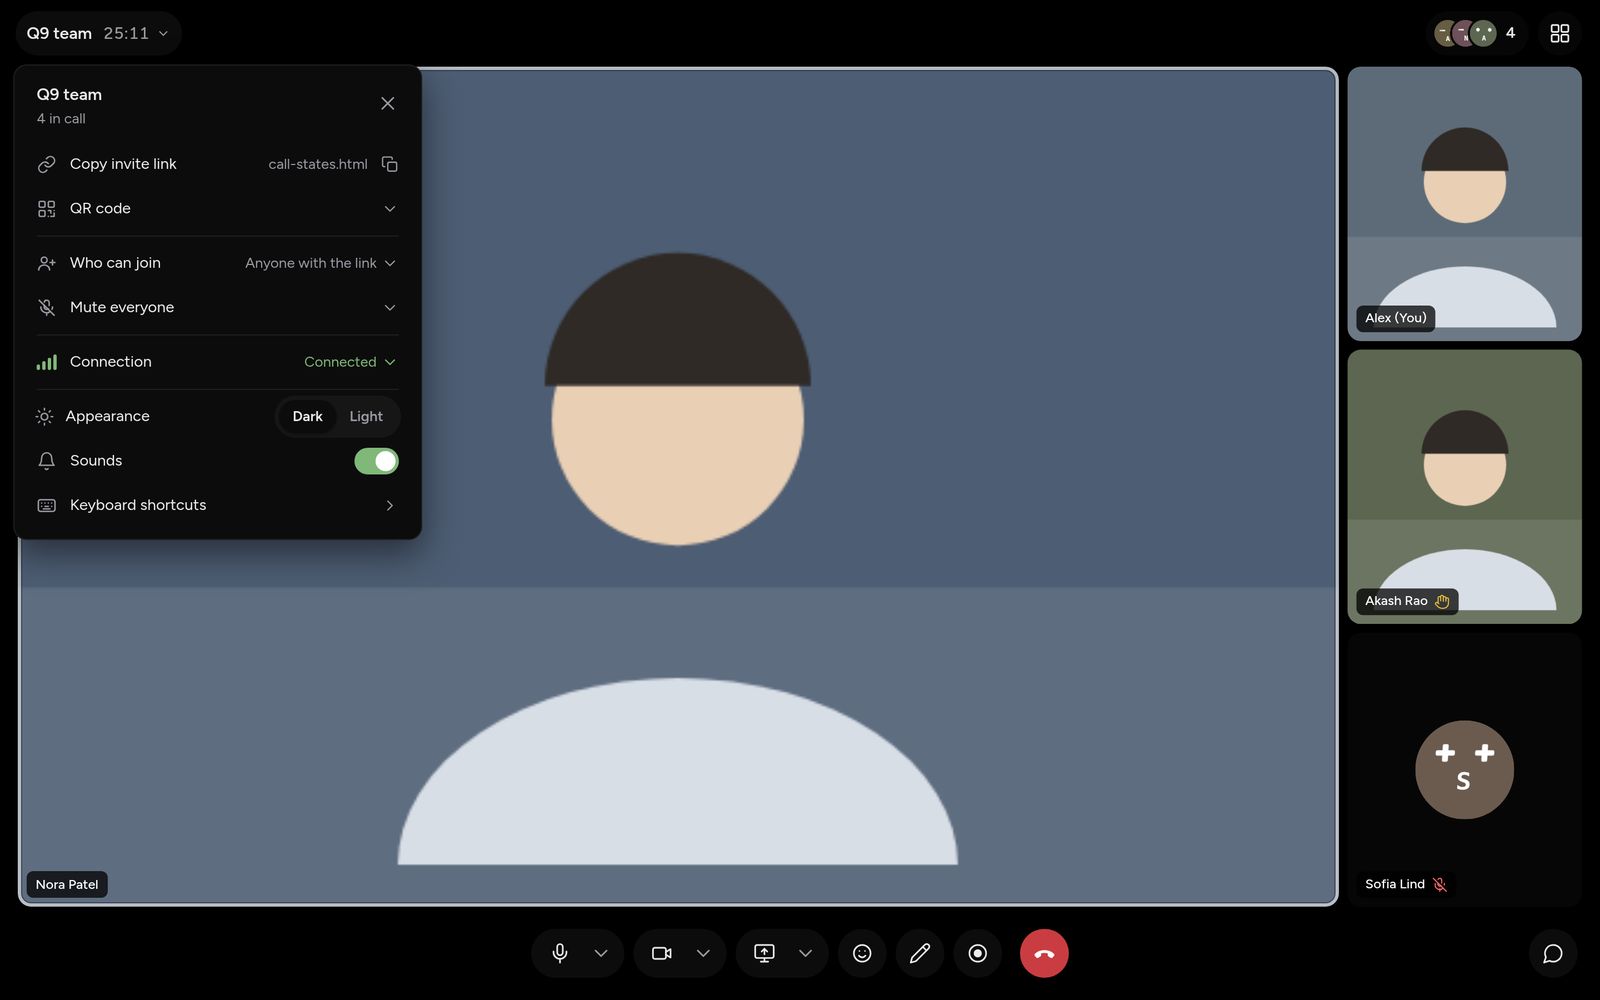 Q9 team 25:11
4
Q9 team
4 in call
Copy invite link call-states.html
QR code
Who can join Anyone with the link
Mute everyone
Connection Connected
Appearance Dark Light
Sounds
Keyboard shortcuts
Nora Patel
Alex (You)
Akash Rao
S
Sofia Lind